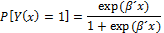 P[Y(x) = 1] = exp(β´x) / (1 + exp(β´x))